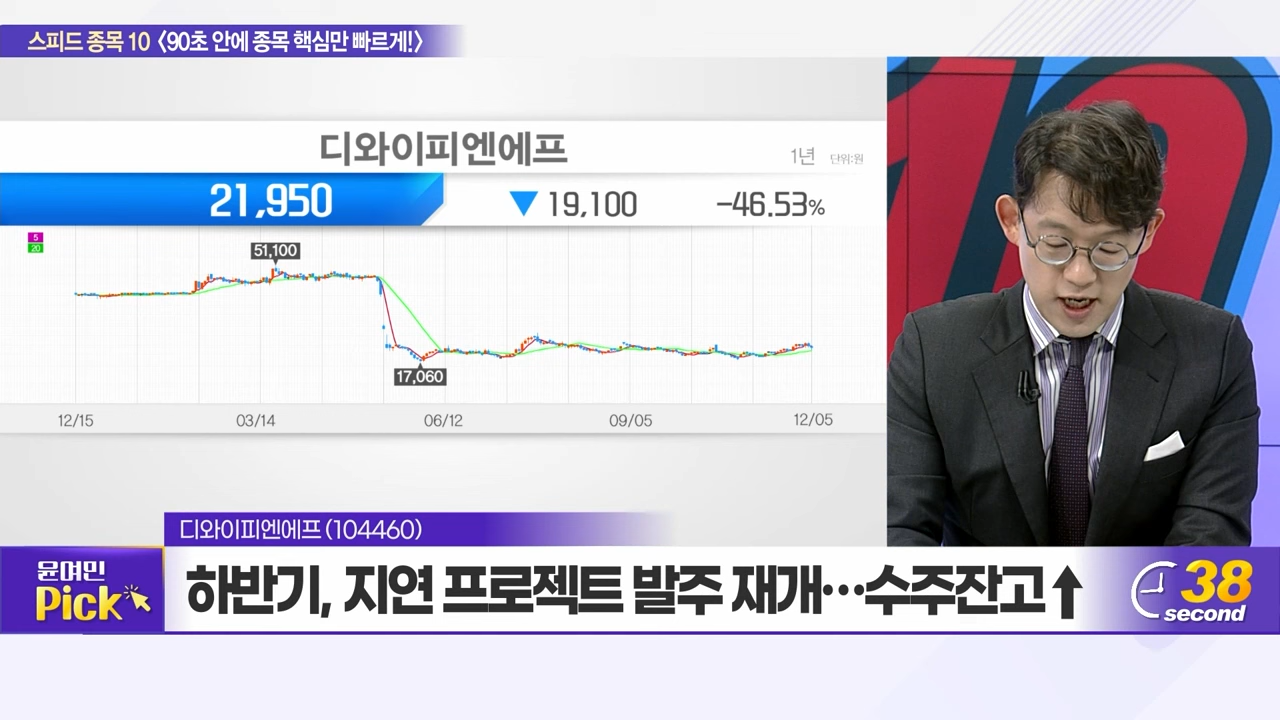 스피드 종목 10 〈90초 안에 종목 핵심만 빠르게!〉
디와이피엔에프
1년 단위:원
21,950 ▼ 19,100 -46.53%
5
20
51,100
17,060
12/15 03/14 06/12 09/05 12/05
디와이피엔에프 (104460)
윤여민
Pick
하반기, 지연 프로젝트 발주 재개…수주잔고↑
38
second
10